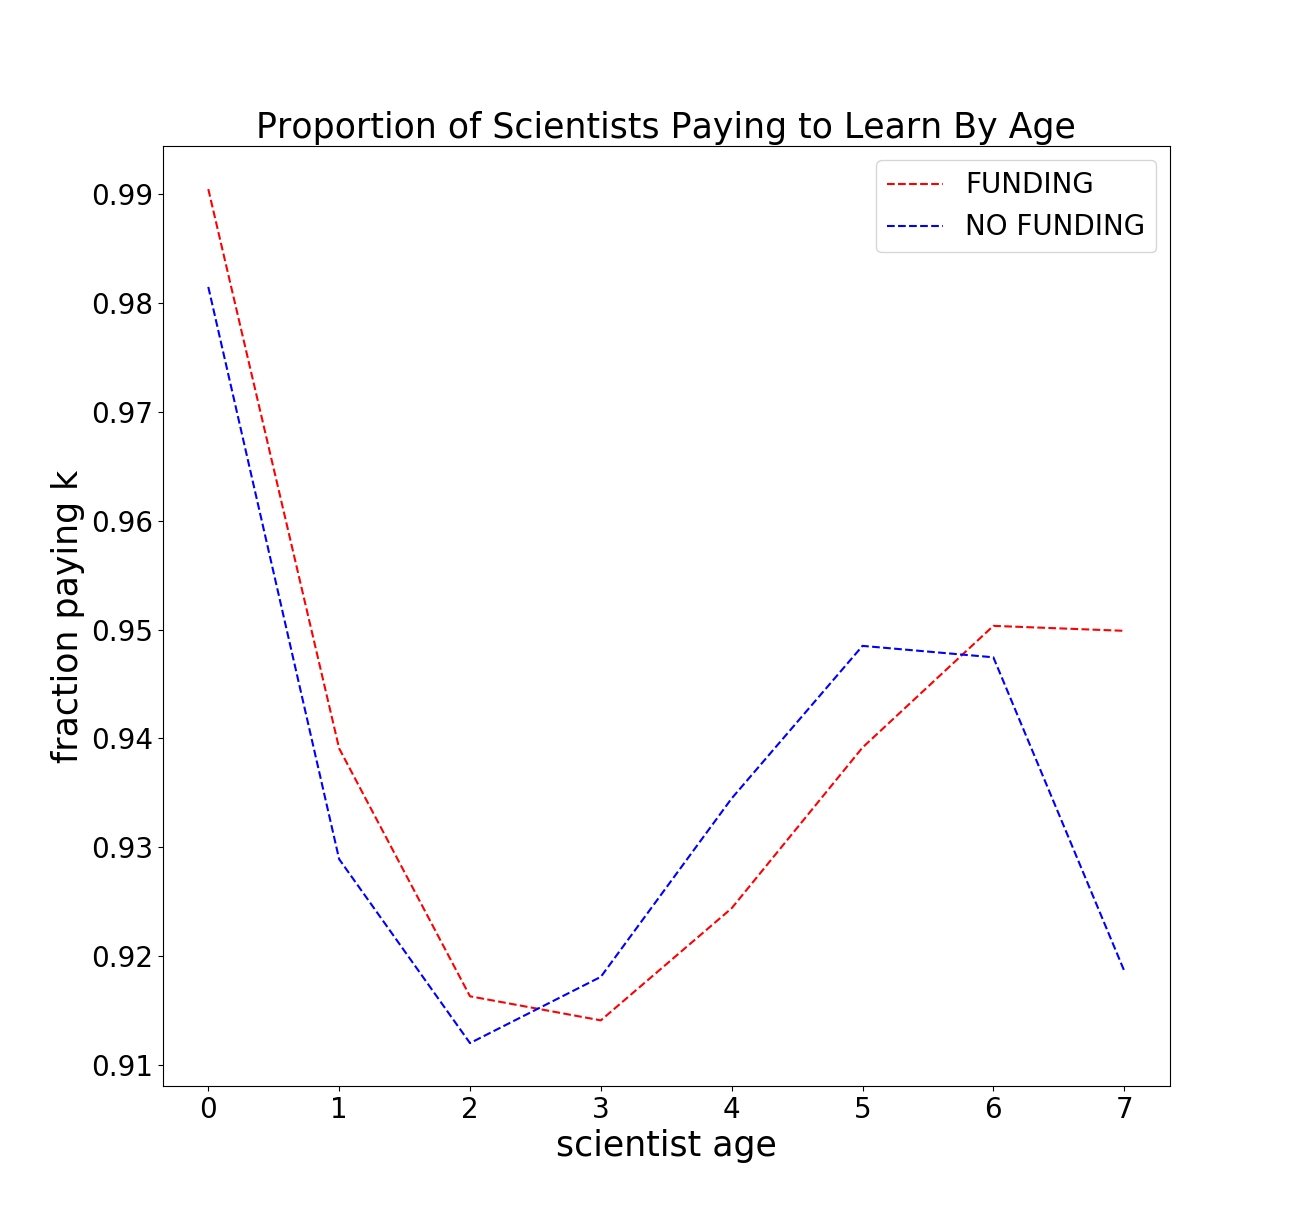 Proportion of Scientists Paying to Learn By Age
FUNDING
NO FUNDING
fraction paying k
0.99
0.98
0.97
0.96
0.95
0.94
0.93
0.92
0.91
0 1 2 3 4 5 6 7
scientist age